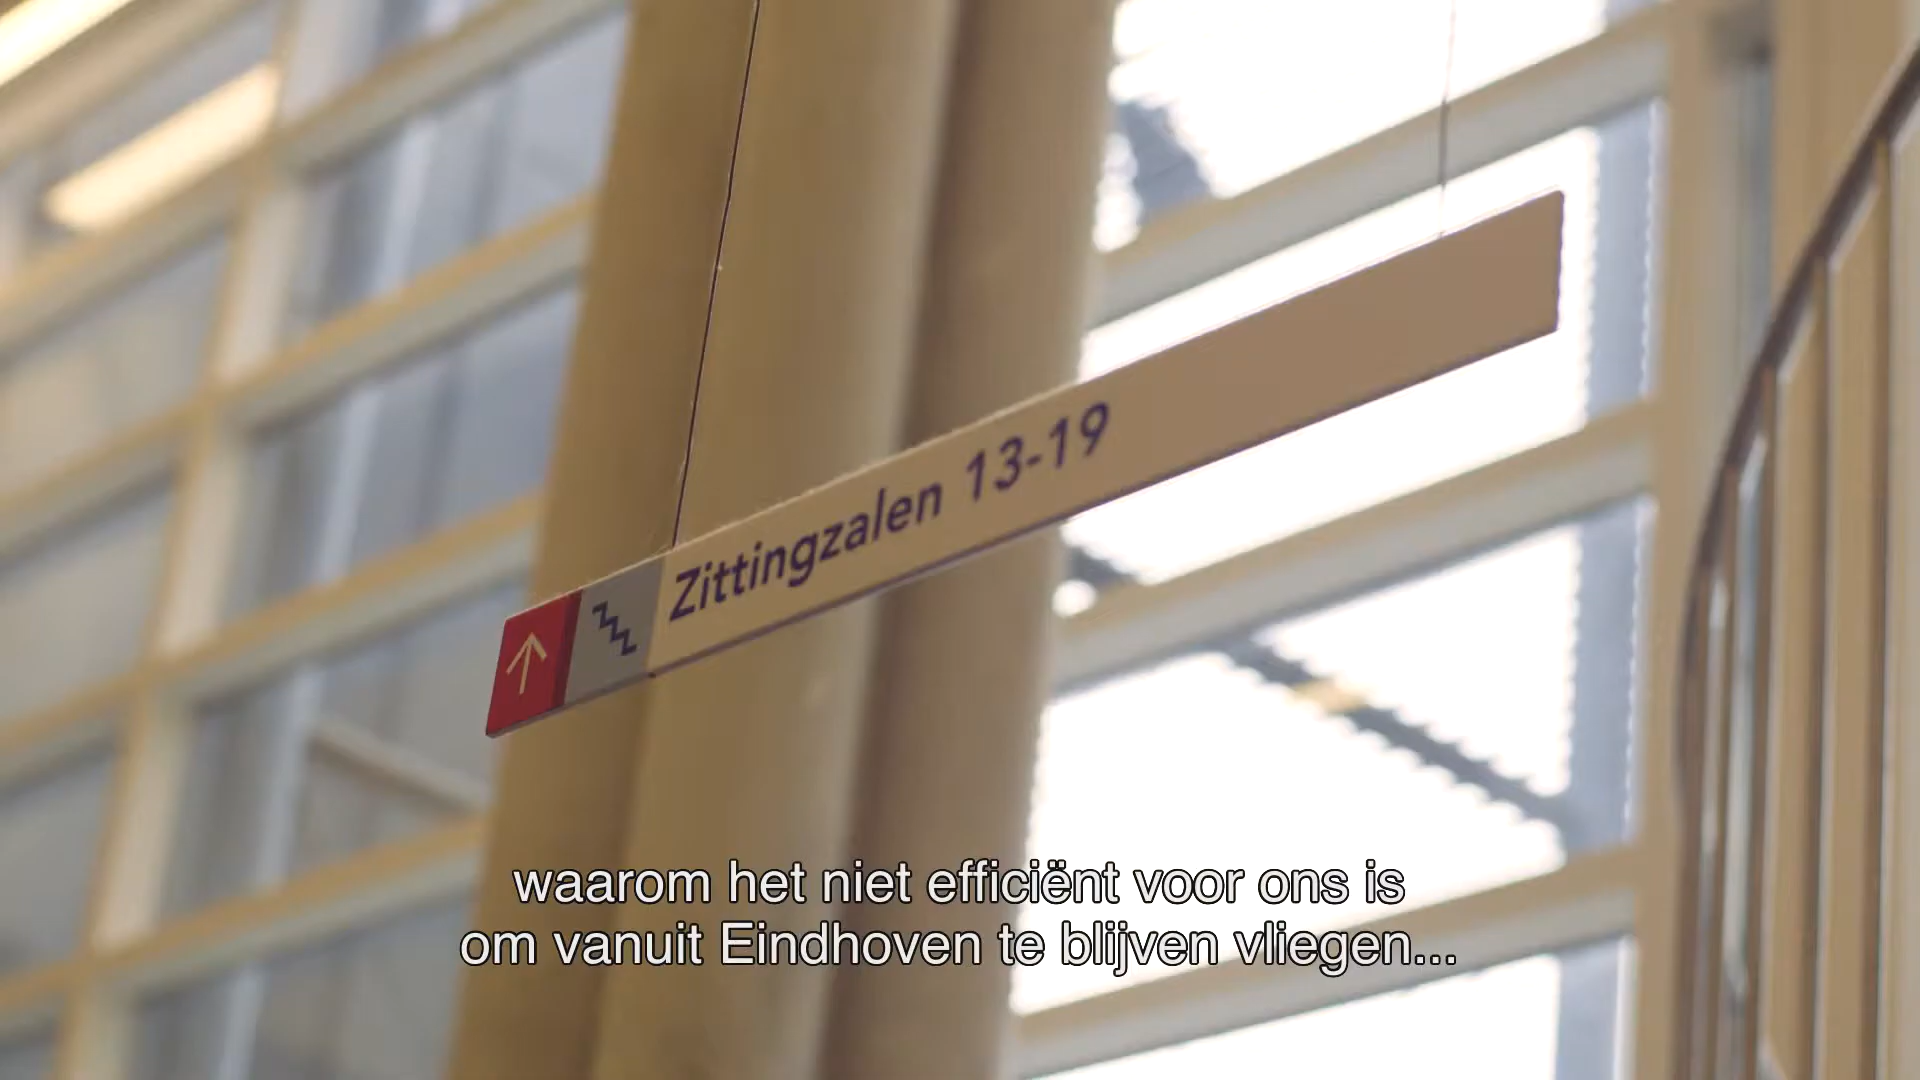 Zittingzalen 13-19
waarom het niet efficiënt voor ons is
om vanuit Eindhoven te blijven vliegen...